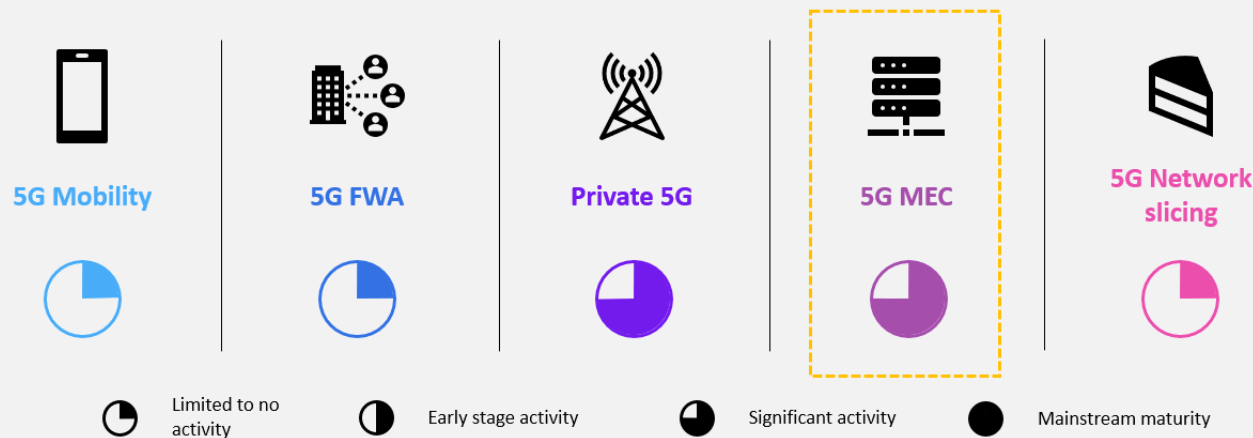 5G Mobility
5G FWA
Private 5G
5G MEC
5G Network
slicing
Limited to no
activity
Early stage activity
Significant activity
Mainstream maturity